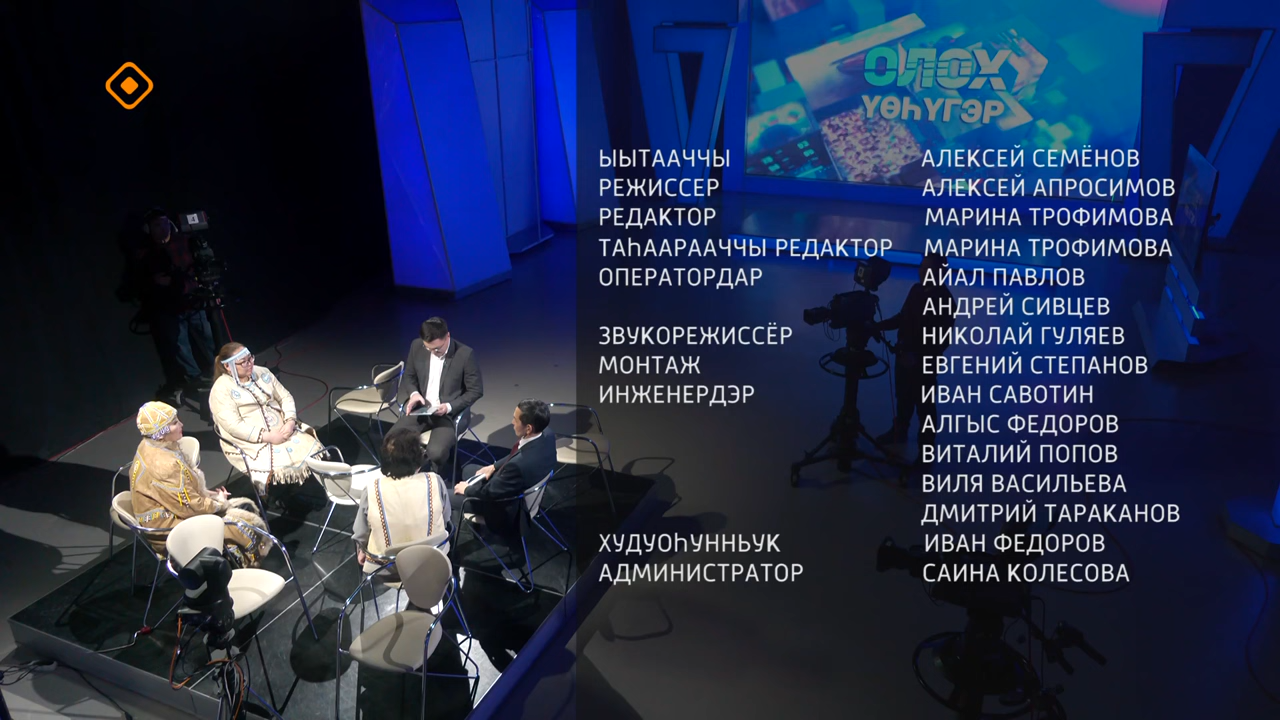 ОЛОХ
ҮӨҺҮГЭР
ЫЫТААЧЧЫ АЛЕКСЕЙ СЕМЁНОВ
РЕЖИССЕР АЛЕКСЕЙ АПРОСИМОВ
РЕДАКТОР МАРИНА ТРОФИМОВА
ТАҺААРААЧЧЫ РЕДАКТОР МАРИНА ТРОФИМОВА
ОПЕРАТОРДАР АЙАЛ ПАВЛОВ
АНДРЕЙ СИВЦЕВ
ЗВУКОРЕЖИССЁР НИКОЛАЙ ГУЛЯЕВ
МОНТАЖ ЕВГЕНИЙ СТЕПАНОВ
ИНЖЕНЕРДЭР ИВАН САВОТИН
АЛГЫС ФЕДОРОВ
ВИТАЛИЙ ПОПОВ
ВИЛЯ ВАСИЛЬЕВА
ДМИТРИЙ ТАРАКАНОВ
ХУДУОҺУННЬУК ИВАН ФЕДОРОВ
АДМИНИСТРАТОР САИНА КОЛЕСОВА